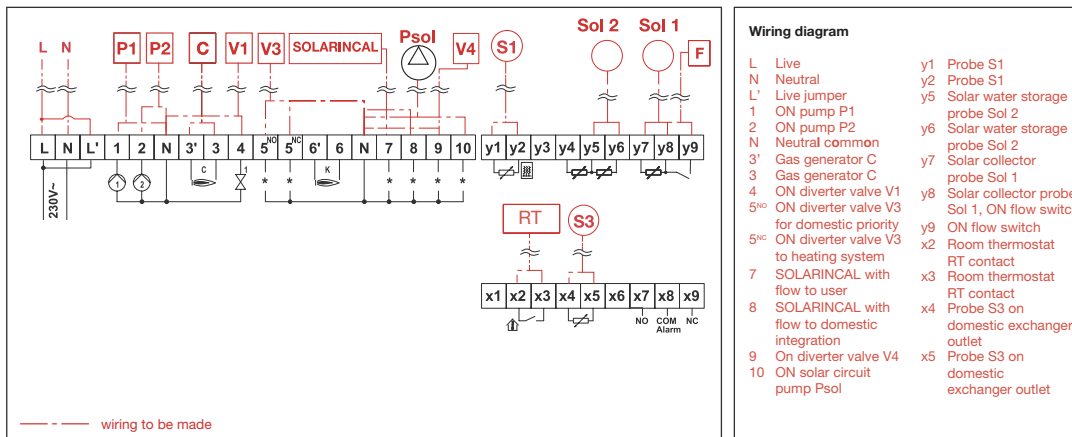 L N P1 P2 C V1 V3 SOLARINCAL Psol V4 S1 Sol 2 Sol 1 F
L N L' 1 2 N 3' 3 4 5NO 5NC 6' 6 N 7 8 9 10 y1 y2 y3 y4 y5 y6 y7 y8 y9
1 2 C 1 * * K * * * *
230V~
RT S3
x1 x2 x3 x4 x5 x6 x7 x8 x9
NO COM NC
Alarm
wiring to be made
Wiring diagram
L Live
N Neutral
L' Live jumper
1 ON pump P1
2 ON pump P2
N Neutral common
3' Gas generator C
3 Gas generator C
4 ON diverter valve V1
5NO ON diverter valve V3
for domestic priority
5NC ON diverter valve V3
to heating system
7 SOLARINCAL with
flow to user
8 SOLARINCAL with
flow to domestic
integration
9 On diverter valve V4
10 ON solar circuit
pump Psol
y1 Probe S1
y2 Probe S1
y5 Solar water storage
probe Sol 2
y6 Solar water storage
probe Sol 2
y7 Solar collector
probe Sol 1
y8 Solar collector probe
Sol 1, ON flow switc
y9 ON flow switch
x2 Room thermostat
RT contact
x3 Room thermostat
RT contact
x4 Probe S3 on
domestic exchanger
outlet
x5 Probe S3 on
domestic
exchanger outlet